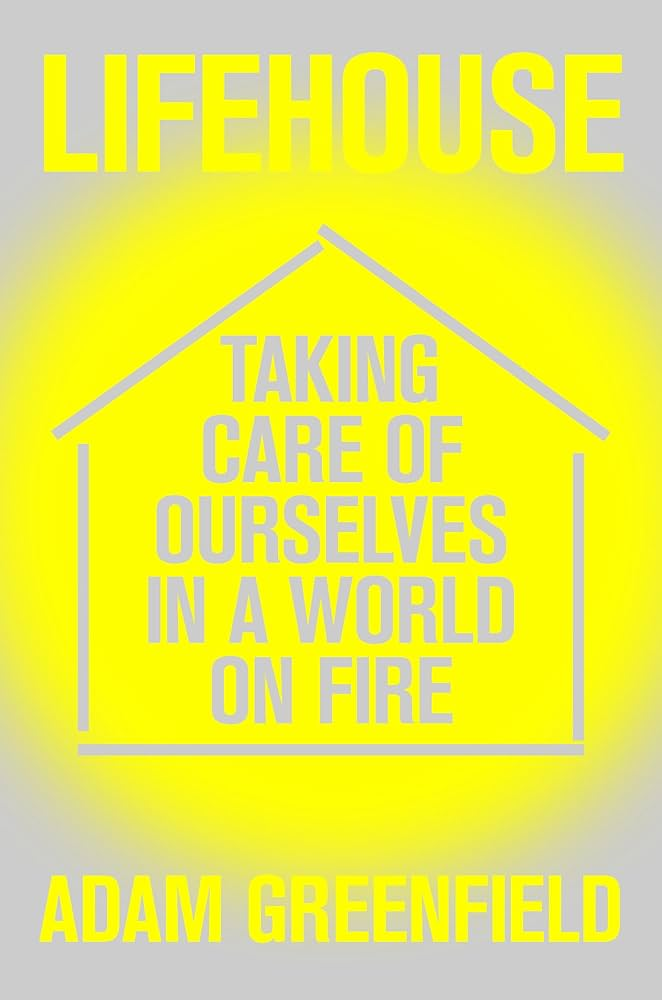 LIFEHOUSE
TAKING
CARE OF
OURSELVES
IN A WORLD
ON FIRE
ADAM GREENFIELD